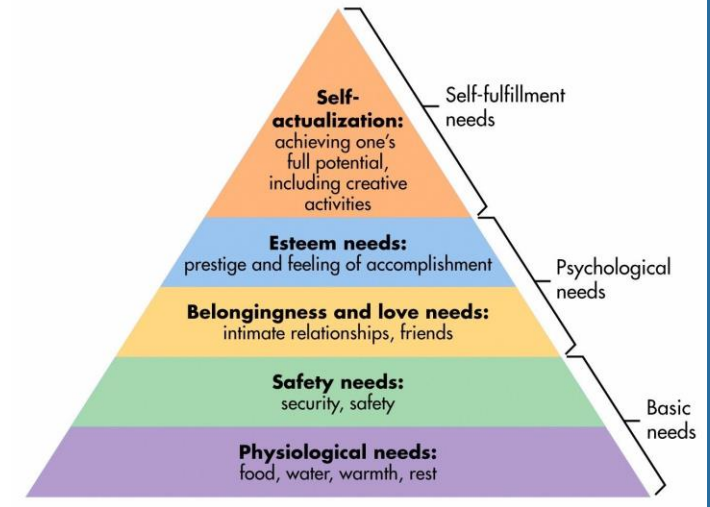 Self-
actualization:
achieving one's
full potential,
including creative
activities
Self-fulfillment
needs
Esteem needs:
prestige and feeling of accomplishment
Psychological
needs
Belongingness and love needs:
intimate relationships, friends
Safety needs:
security, safety
Basic
needs
Physiological needs:
food, water, warmth, rest